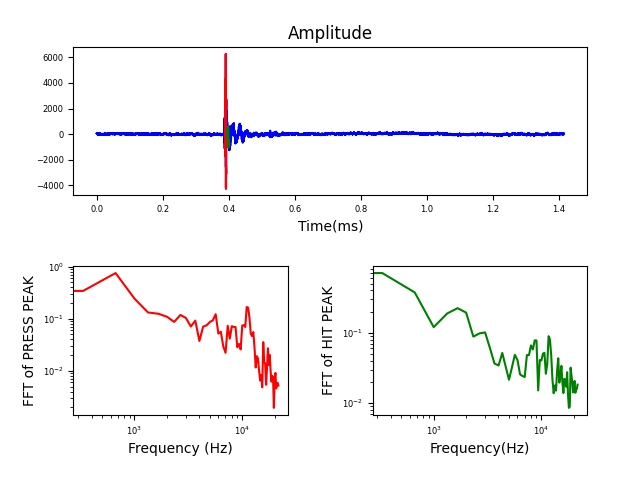 Amplitude
6000
4000
2000
0
−2000
−4000
0.0 0.2 0.4 0.6 0.8 1.0 1.2 1.4
Time(ms)
FFT of PRESS PEAK
10⁰
10⁻¹
10⁻²
10³ 10⁴
Frequency (Hz)
FFT of HIT PEAK
10⁻¹
10⁻²
10³ 10⁴
Frequency(Hz)